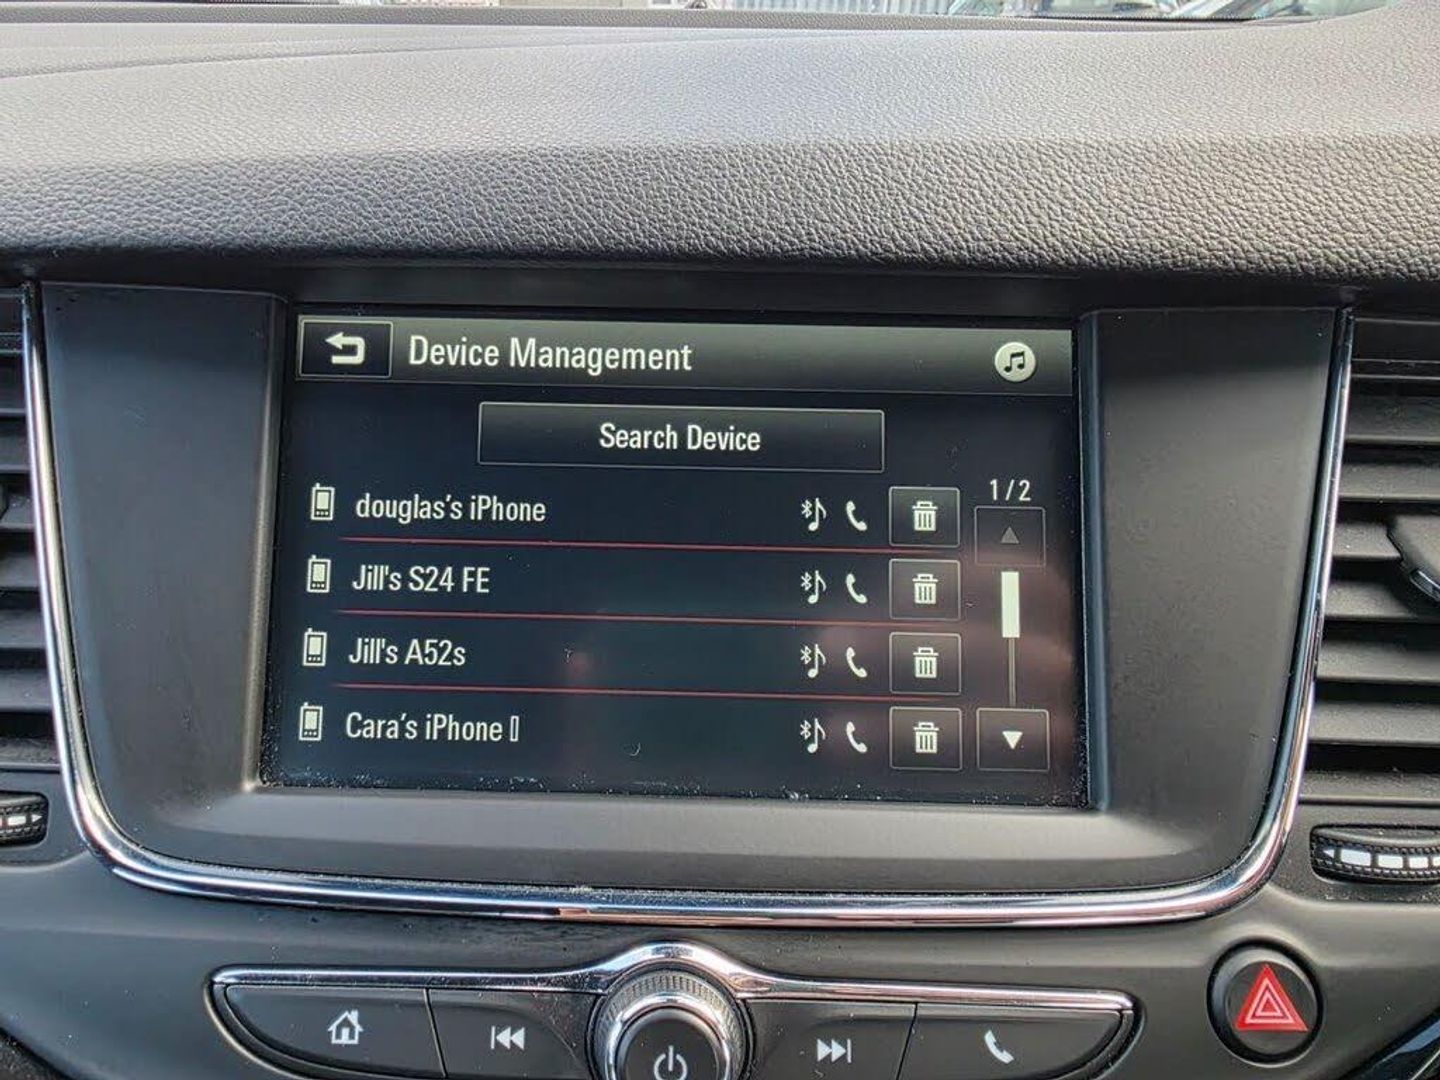 Device Management
Search Device
1/2
douglas's iPhone
Jill's S24 FE
Jill's A52s
Cara's iPhone ▯